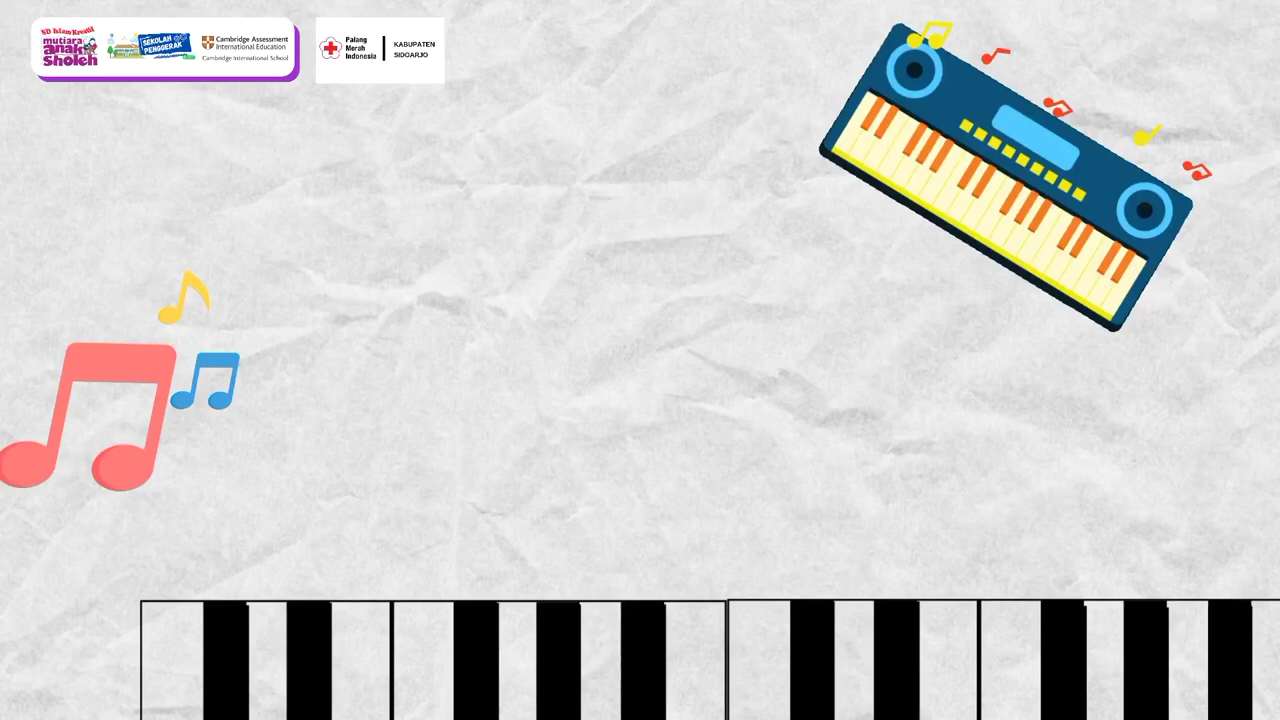 SD Islam Kreatif
mutiara
anak
Sholeh
SEKOLAH
PENGGERAK
Cambridge Assessment
International Education
Cambridge International School
Palang
Merah
Indonesia
KABUPATEN
SIDOARJO